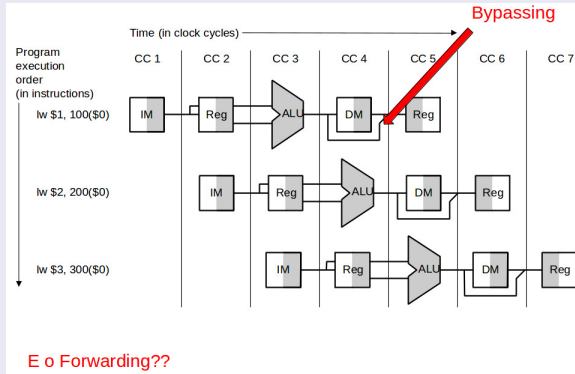 Bypassing
Time (in clock cycles)
Program
execution
order
(in instructions)
CC 1 CC 2 CC 3 CC 4 CC 5 CC 6 CC 7
lw $1, 100($0) IM Reg ALU DM Reg
lw $2, 200($0) IM Reg ALU DM Reg
lw $3, 300($0) IM Reg ALU DM Reg
E o Forwarding??